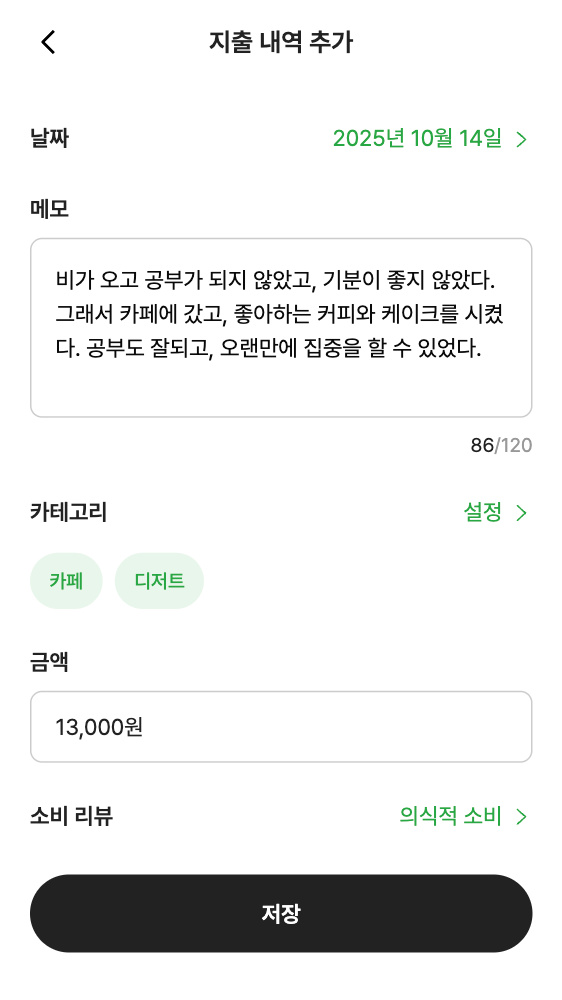 지출 내역 추가
날짜
2025년 10월 14일
메모
비가 오고 공부가 되지 않았고, 기분이 좋지 않았다.
그래서 카페에 갔고, 좋아하는 커피와 케이크를 시켰
다. 공부도 잘되고, 오랜만에 집중을 할 수 있었다.
86/120
카테고리
설정
카페
디저트
금액
13,000원
소비 리뷰
의식적 소비
저장